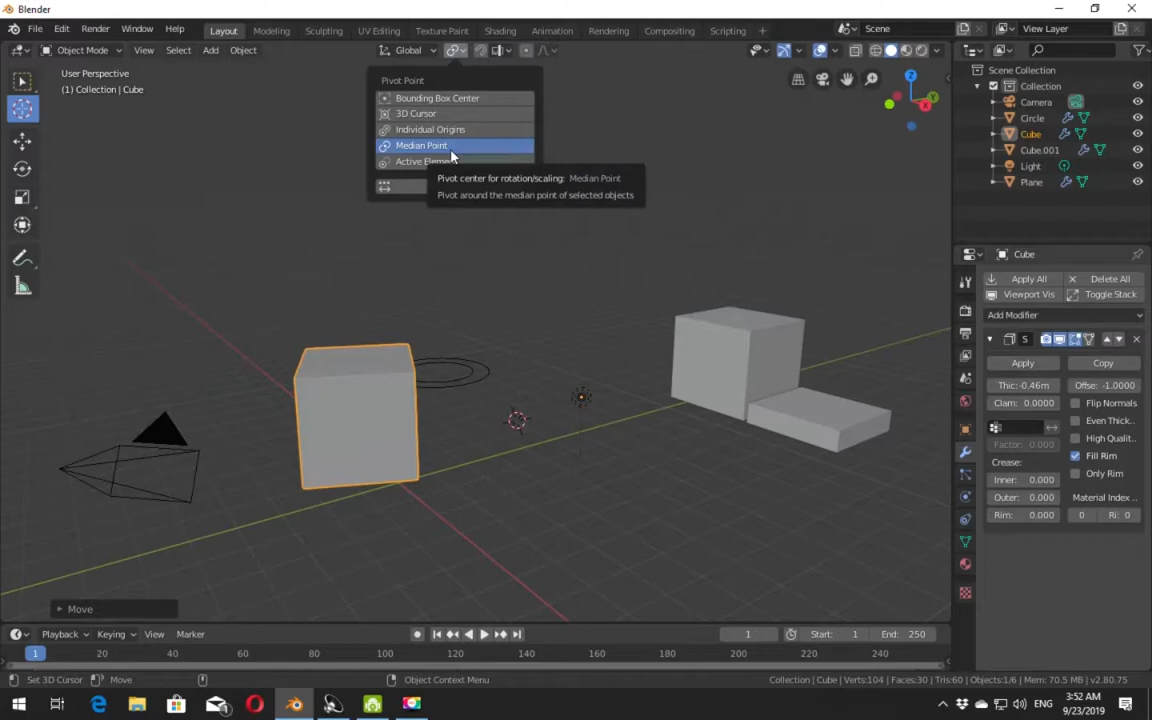 Blender
File Edit Render Window Help Layout Modeling Sculpting UV Editing Texture Paint Shading Animation Rendering Compositing Scripting + Scene View Layer
Object Mode View Select Add Object Global
User Perspective
(1) Collection | Cube
Pivot Point
Bounding Box Center
3D Cursor
Individual Origins
Median Point
Active Element
Pivot center for rotation/scaling: Median Point
Pivot around the median point of selected objects
X
Y
Z
Scene Collection
Collection
Camera
Circle
Cube
Cube.001
Light
Plane
Cube
Apply All Delete All
Viewport Vis Toggle Stack
Add Modifier
S
Apply Copy
Thic:-0.46m Offse: -1.0000
Clam: 0.0000 Flip Normals
Even Thick..
High Qualit..
Factor: 0.000
Fill Rim
Crease:
Only Rim
Inner: 0.000
Outer: 0.000 Material Index ..
Rim: 0.000 0 Ri: 0
Move
Playback Keying View Marker 1 Start: 1 End: 250
1 20 40 60 80 100 120 140 160 180 200 220 240
Set 3D Cursor Move Object Context Menu Collection | Cube | Verts:104 | Faces:30 | Tris:60 | Objects:1/6 | Mem: 70.5 MB | v2.80.75
1 ENG 3:52 AM
9/23/2019